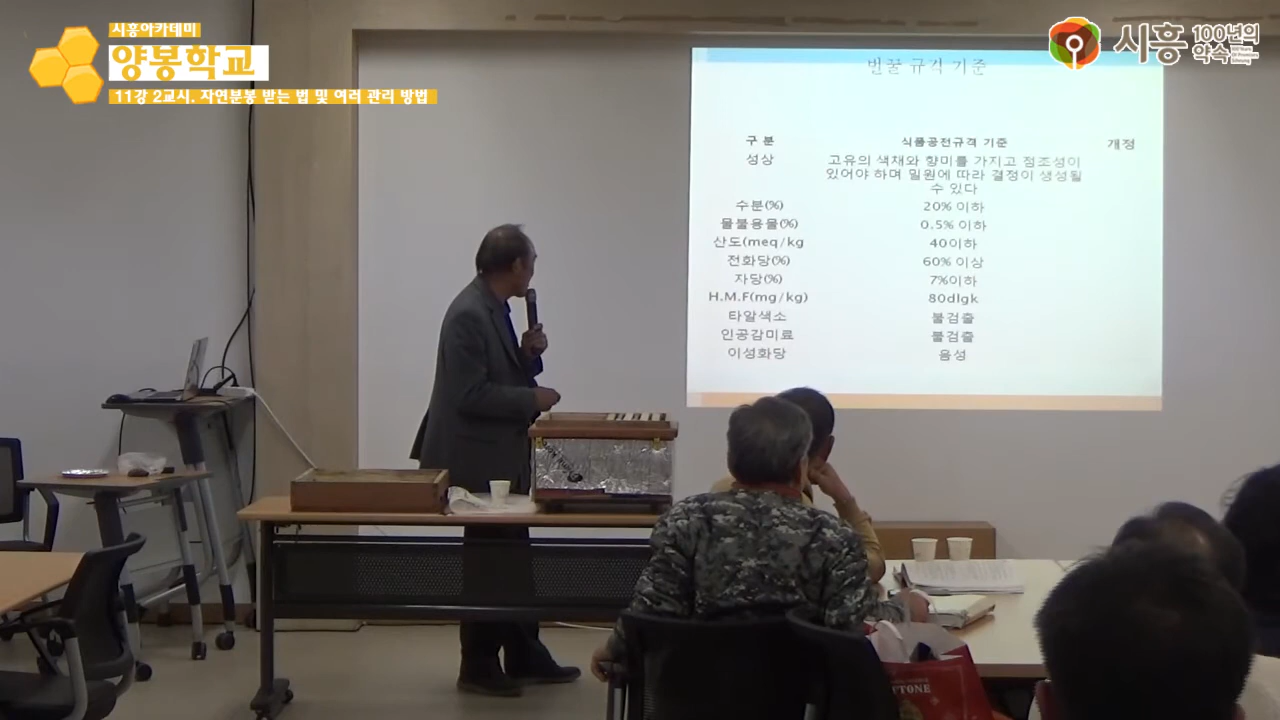 시흥아카데미
양봉학교
11강 2교시. 자연분봉 받는 법 및 여러 관리 방법
시흥 100년의
약속
벌꿀 규격 기준
구 분 식품공전규격 기준 개정
성상 고유의 색채와 향미를 가지고 점조성이
있어야 하며 밀원에 따라 결정이 생성될
수 있다
수분(%) 20% 이하
물불용물(%) 0.5% 이하
산도(meq/kg 40이하
전화당(%) 60% 이상
자당(%) 7%이하
H.M.F(mg/kg) 80dlgk
타알색소 불검출
인공감미료 불검출
이성화당 음성